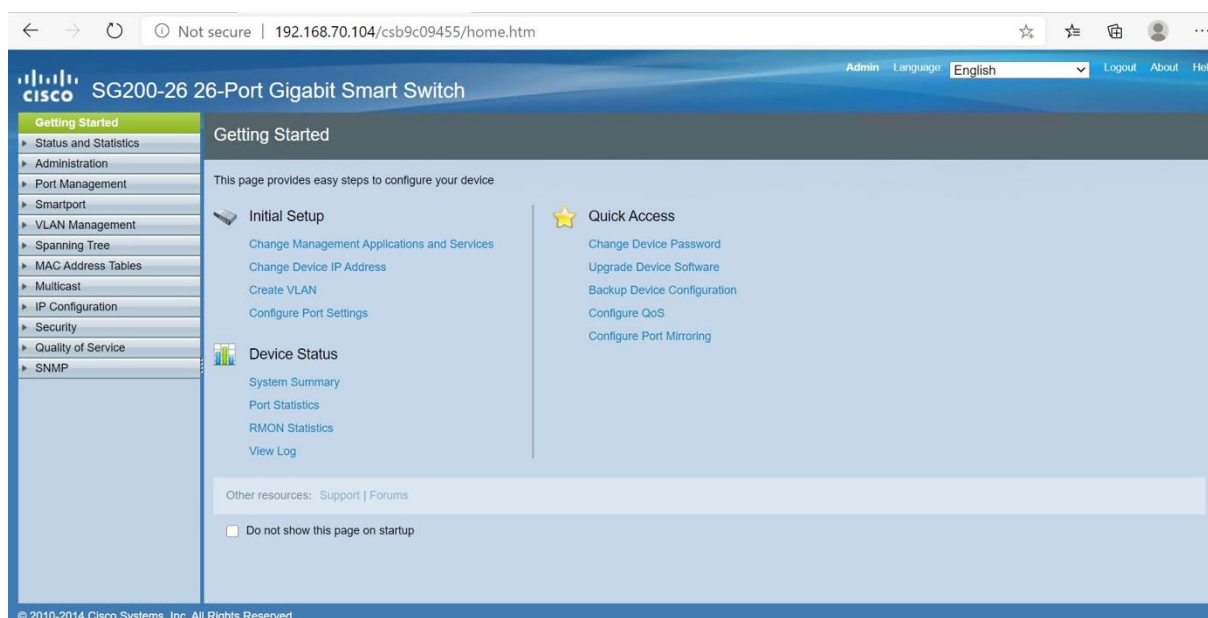 Not secure | 192.168.70.104/csb9c09455/home.htm
Admin Language: English Logout About Hel
CISCO SG200-26 26-Port Gigabit Smart Switch
Getting Started
Status and Statistics
Administration
Port Management
Smartport
VLAN Management
Spanning Tree
MAC Address Tables
Multicast
IP Configuration
Security
Quality of Service
SNMP
Getting Started
This page provides easy steps to configure your device
Initial Setup
Change Management Applications and Services
Change Device IP Address
Create VLAN
Configure Port Settings
Device Status
System Summary
Port Statistics
RMON Statistics
View Log
Quick Access
Change Device Password
Upgrade Device Software
Backup Device Configuration
Configure QoS
Configure Port Mirroring
Other resources: Support | Forums
Do not show this page on startup
© 2010-2014 Cisco Systems, Inc. All Rights Reserved.